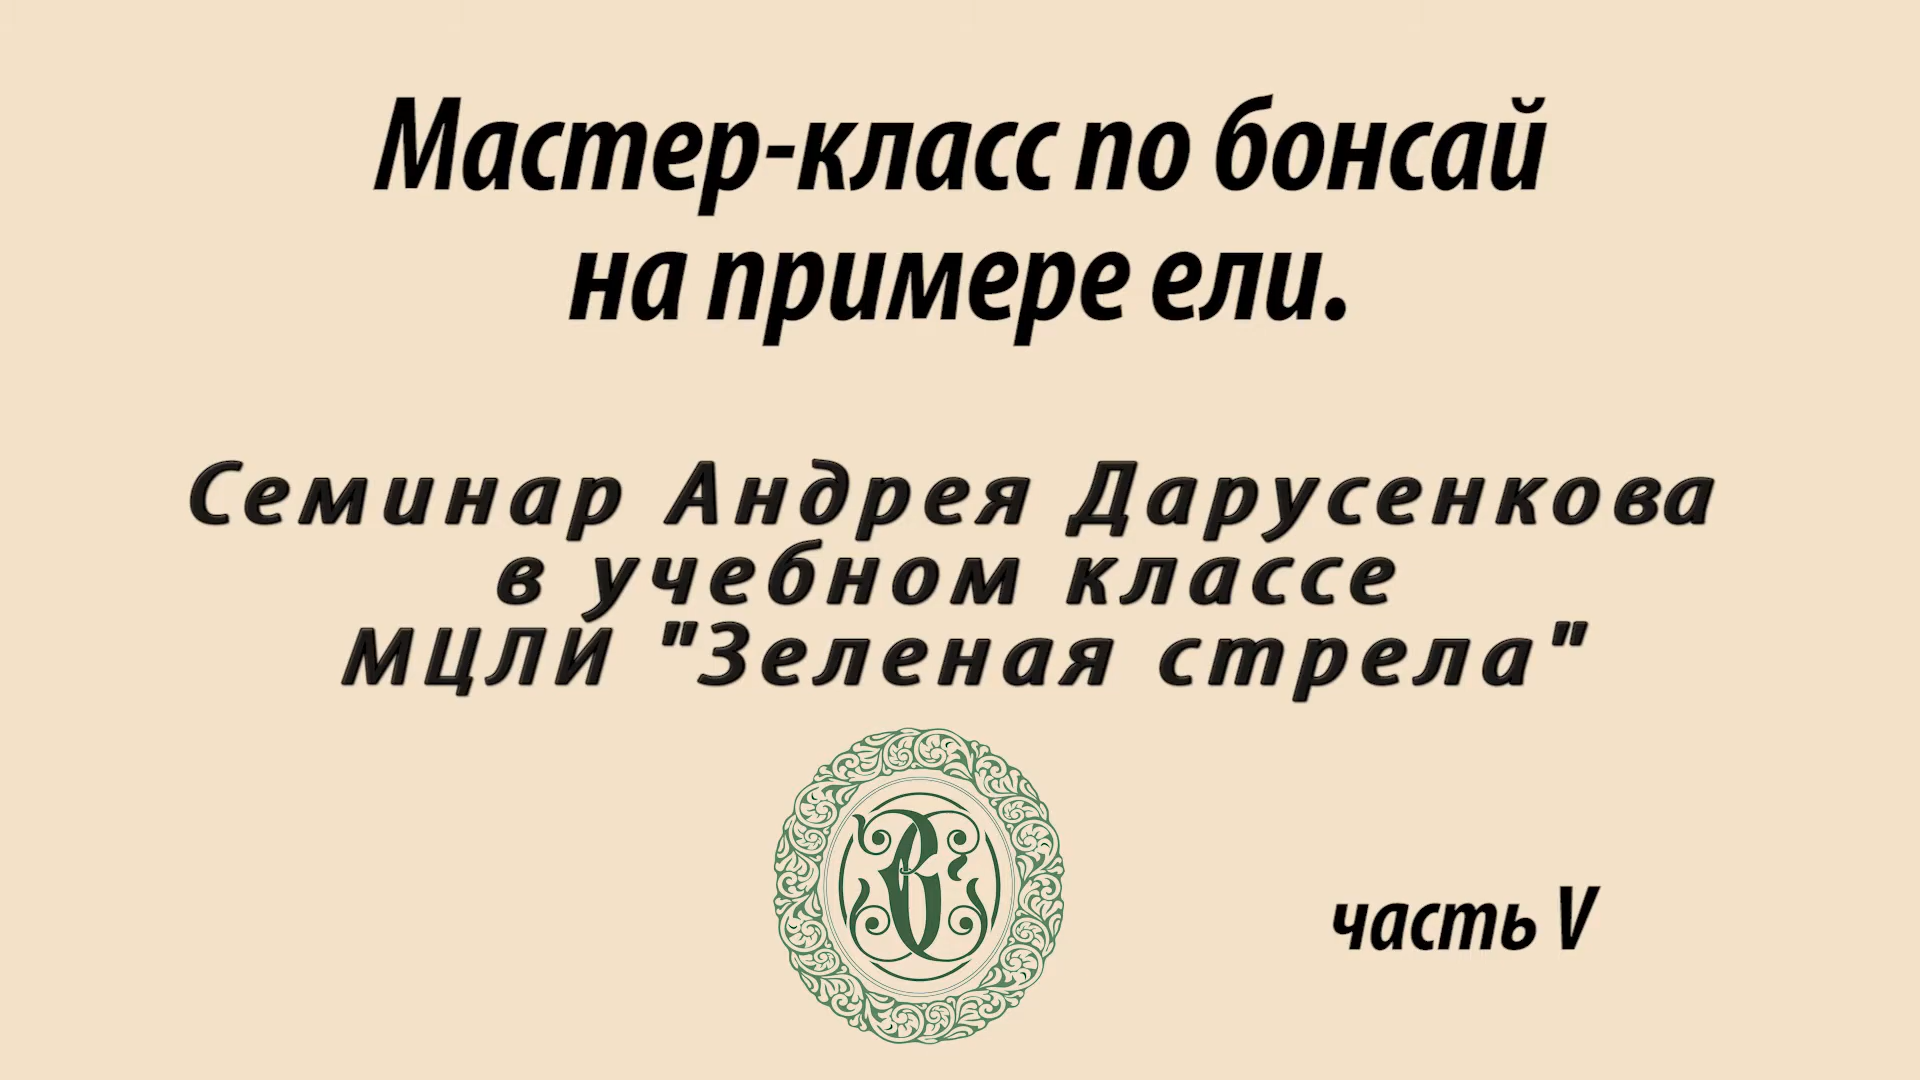 Мастер-класс по бонсай
на примере ели.
Семинар Андрея Дарусенкова
в учебном классе
МЦЛИ "Зеленая стрела"
часть V